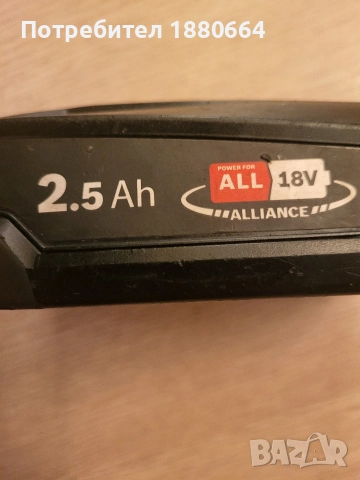 Потребител 1880664
2.5 Ah
POWER FOR
ALL 18V
ALLIANCE
BAZAR